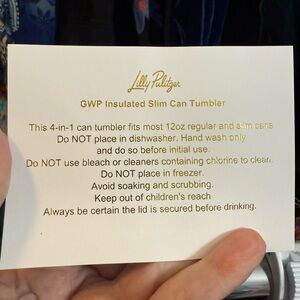 Lilly Pulitzer
GWP Insulated Slim Can Tumbler
This 4-in-1 can tumbler fits most 12oz regular and slim cans
Do NOT place in dishwasher. Hand wash only
and do so before initial use.
Do NOT use bleach or cleaners containing chlorine to clean.
Do NOT place in freezer.
Avoid soaking and scrubbing.
Keep out of children's reach
Always be certain the lid is secured before drinking.